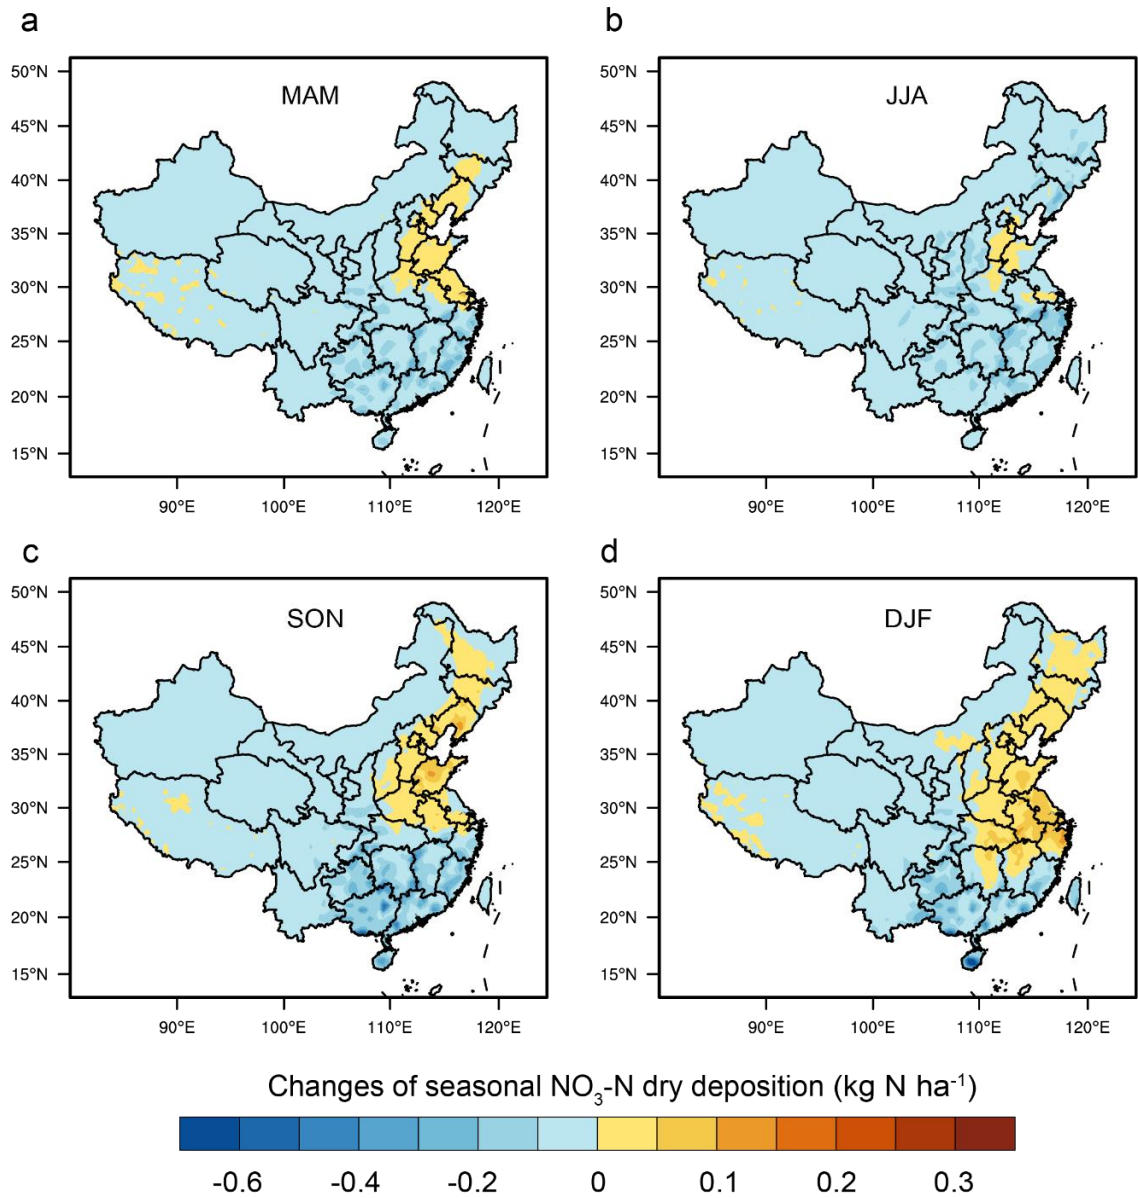 a
b
50°N
45°N
40°N
35°N
30°N
25°N
20°N
15°N
MAM
90°E 100°E 110°E 120°E
50°N
45°N
40°N
35°N
30°N
25°N
20°N
15°N
JJA
90°E 100°E 110°E 120°E
c
d
50°N
45°N
40°N
35°N
30°N
25°N
20°N
15°N
SON
90°E 100°E 110°E 120°E
50°N
45°N
40°N
35°N
30°N
25°N
20°N
15°N
DJF
90°E 100°E 110°E 120°E
Changes of seasonal NO₃-N dry deposition (kg N ha⁻¹)
-0.6 -0.4 -0.2 0 0.1 0.2 0.3